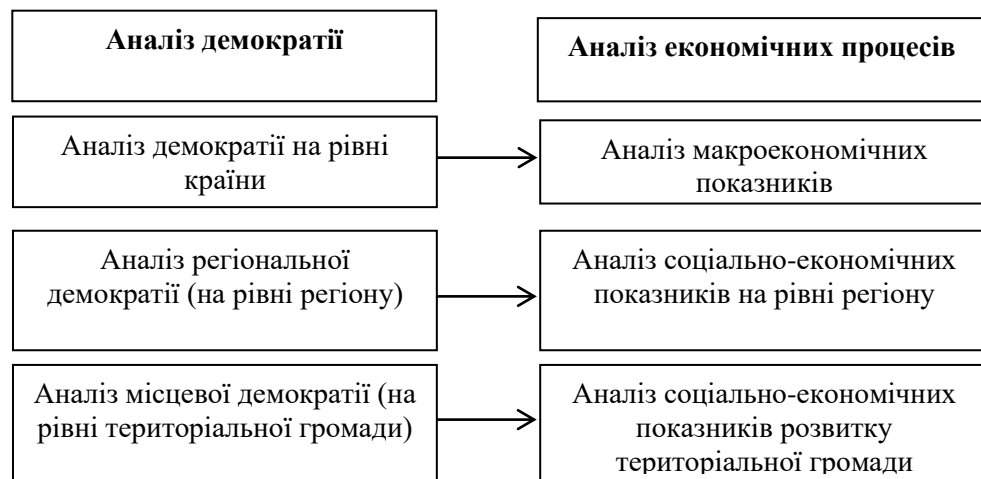 Аналіз демократії
Аналіз економічних процесів
Аналіз демократії на рівні
країни
Аналіз макроекономічних
показників
Аналіз регіональної
демократії (на рівні регіону)
Аналіз соціально-економічних
показників на рівні регіону
Аналіз місцевої демократії (на
рівні територіальної громади)
Аналіз соціально-економічних
показників розвитку
територіальної громади